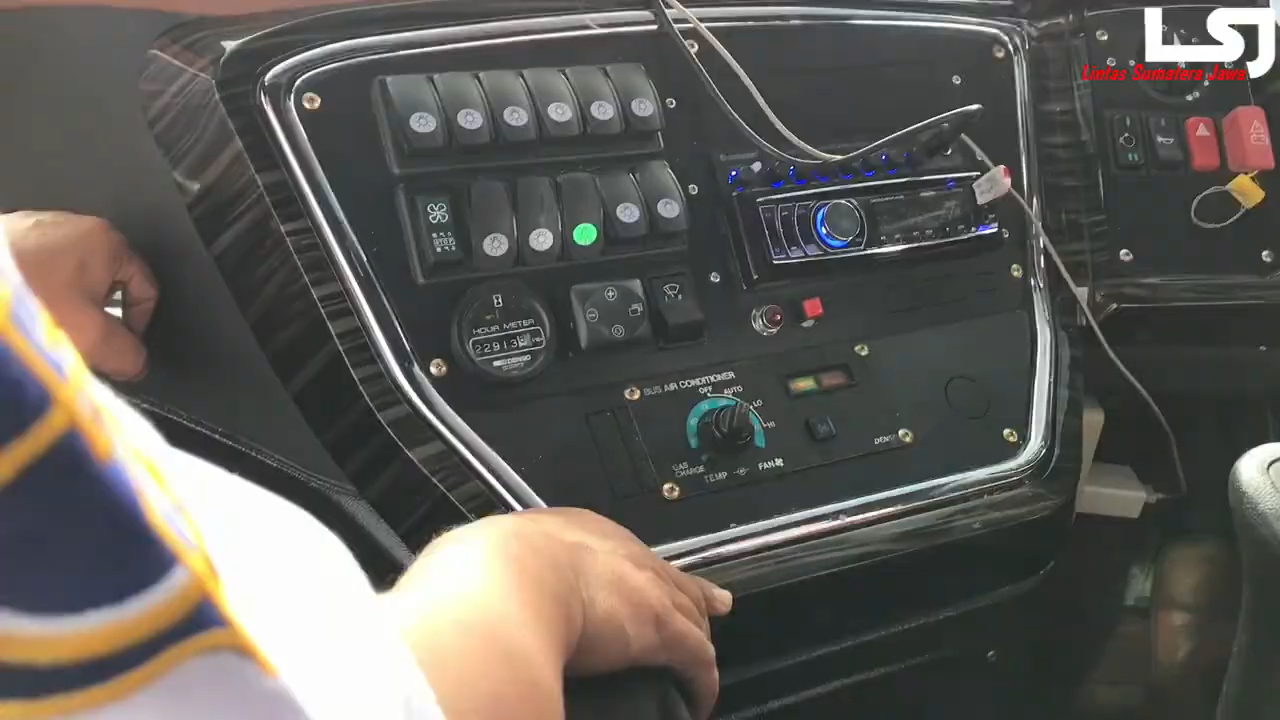 LSJ
Lintas Sumatera Jawa
HOUR METER
22913
DENSO
BUS AIR CONDITIONER
OFF
AUTO
LO
HI
GAS
CHARGE
TEMP
FAN